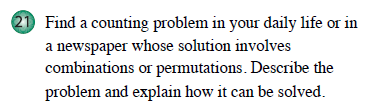 21 Find a counting problem in your daily life or in
a newspaper whose solution involves
combinations or permutations. Describe the
problem and explain how it can be solved.